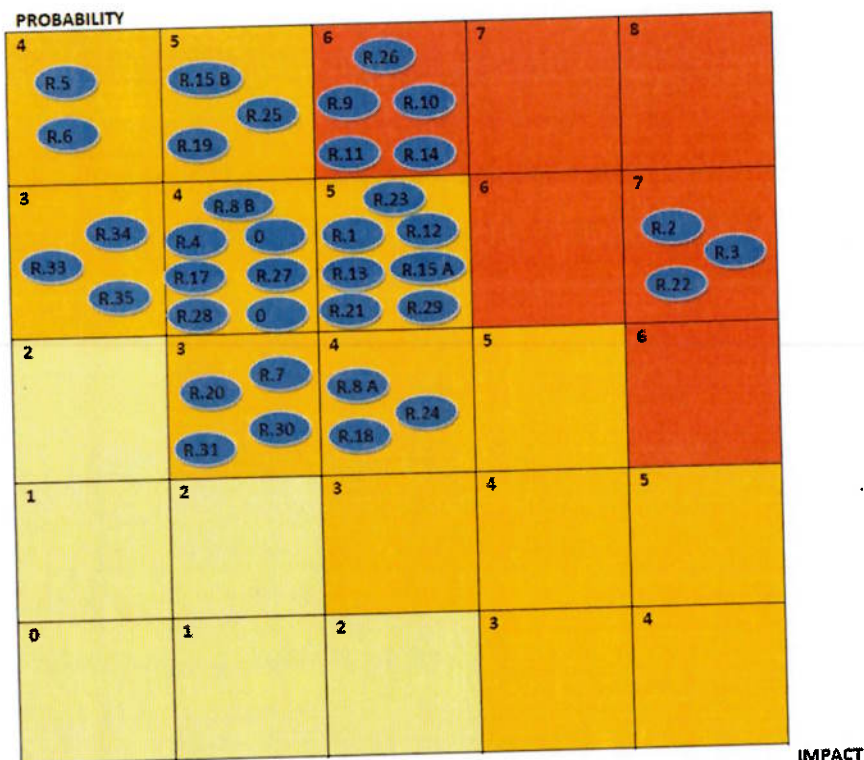 PROBABILITY
4 5 6 7 8
R.26
R.5 R.15 B R.9 R.10
R.25
R.6 R.19 R.11 R.14
3 4 5 6 7
R.8 B R.23
R.34 R.4 0 R.1 R.12 R.2
R.3
R.33 R.17 R.27 R.13 R.15 A
R.22
R.35 R.28 0 R.21 R.29
2 3 4 5 6
R.7
R.20 R.8 A
R.24
R.30 R.18
R.31
1 2 3 4 5
0 1 2 3 4
IMPACT